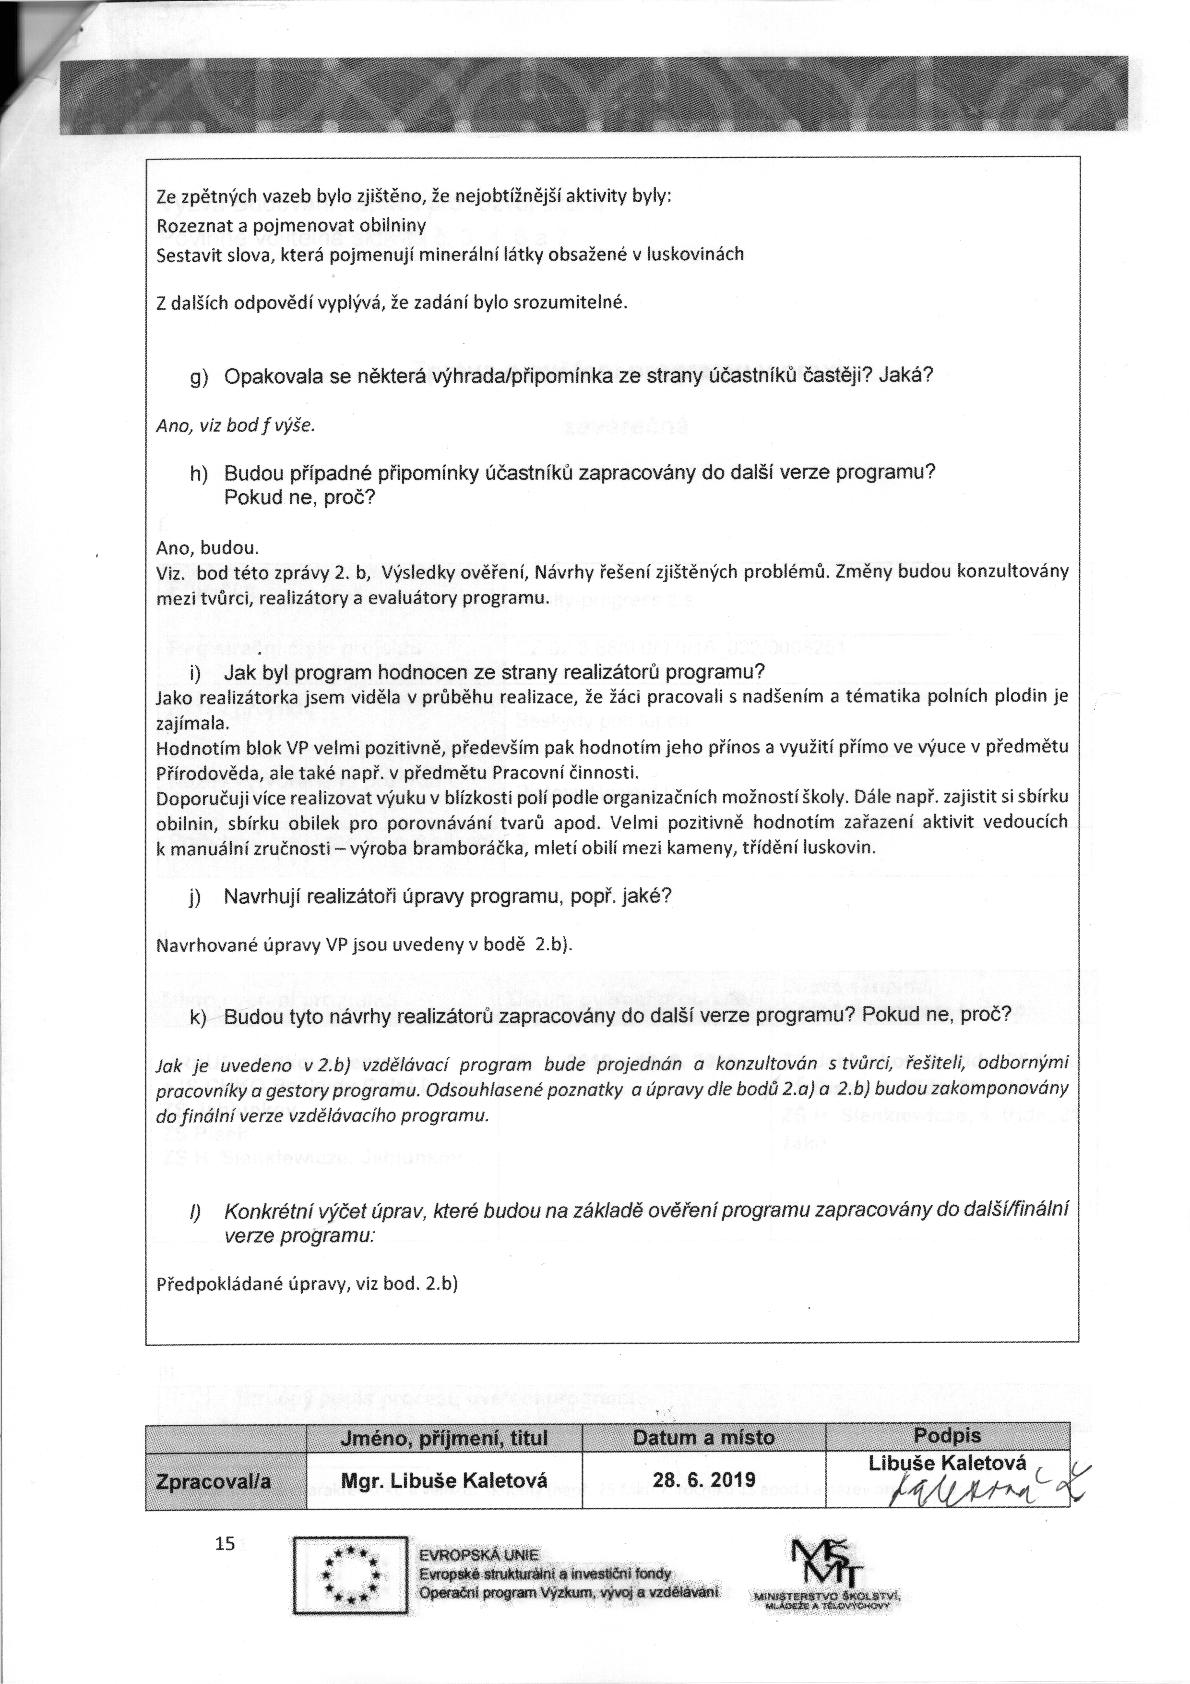 Ze zpětných vazeb bylo zjištěno, že nejobtížnější aktivity byly:
Rozeznat a pojmenovat obilniny
Sestavit slova, která pojmenují minerální látky obsažené v luskovinách
Z dalších odpovědí vyplývá, že zadání bylo srozumitelné.
g) Opakovala se některá výhrada/připomínka ze strany účastníků častěji? Jaká?
Ano, viz bod f výše.
h) Budou případné připomínky účastníků zapracovány do další verze programu?
Pokud ne, proč?
Ano, budou.
Viz. bod této zprávy 2. b, Výsledky ověření, Návrhy řešení zjištěných problémů. Změny budou konzultovány
mezi tvůrci, realizátory a evaluátory programu.
i) Jak byl program hodnocen ze strany realizátorů programu?
Jako realizátorka jsem viděla v průběhu realizace, že žáci pracovali s nadšením a tématika polních plodin je
zajímala.
Hodnotím blok VP velmi pozitivně, především pak hodnotím jeho přínos a využití přímo ve výuce v předmětu
Přírodověda, ale také např. v předmětu Pracovní činnosti.
Doporučuji více realizovat výuku v blízkosti polí podle organizačních možností školy. Dále např. zajistit si sbírku
obilnin, sbírku obilek pro porovnávání tvarů apod. Velmi pozitivně hodnotím zařazení aktivit vedoucích
k manuální zručnosti – výroba bramboráčka, mletí obilí mezi kameny, třídění luskovin.
j) Navrhují realizátoři úpravy programu, popř. jaké?
Navrhované úpravy VP jsou uvedeny v bodě 2.b).
k) Budou tyto návrhy realizátorů zapracovány do další verze programu? Pokud ne, proč?
Jak je uvedeno v 2.b) vzdělávací program bude projednán a konzultován s tvůrci, řešiteli, odbornými
pracovníky a gestory programu. Odsouhlasené poznatky a úpravy dle bodů 2.a) a 2.b) budou zakomponovány
do finální verze vzdělávacího programu.
l) Konkrétní výčet úprav, které budou na základě ověření programu zapracovány do další/finální
verze programu:
Předpokládané úpravy, viz bod. 2.b)
Jméno, příjmení, titul Datum a místo Podpis
Zpracoval/a Mgr. Libuše Kaletová 28. 6. 2019 Libuše Kaletová
Kaletová
15
EVROPSKÁ UNIE
Evropské strukturální a investiční fondy
Operační program Výzkum, vývoj a vzdělávání
MŠMT
MINISTERSTVO ŠKOLSTVÍ,
MLÁDEŽE A TĚLOVÝCHOVY